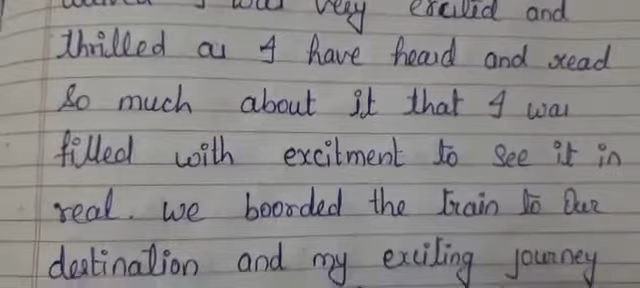 I was very excited and
thrilled as I have heard and read
so much about it that I was
filled with excitment to see it in
real. we boorded the train to our
destination and my exciting journey